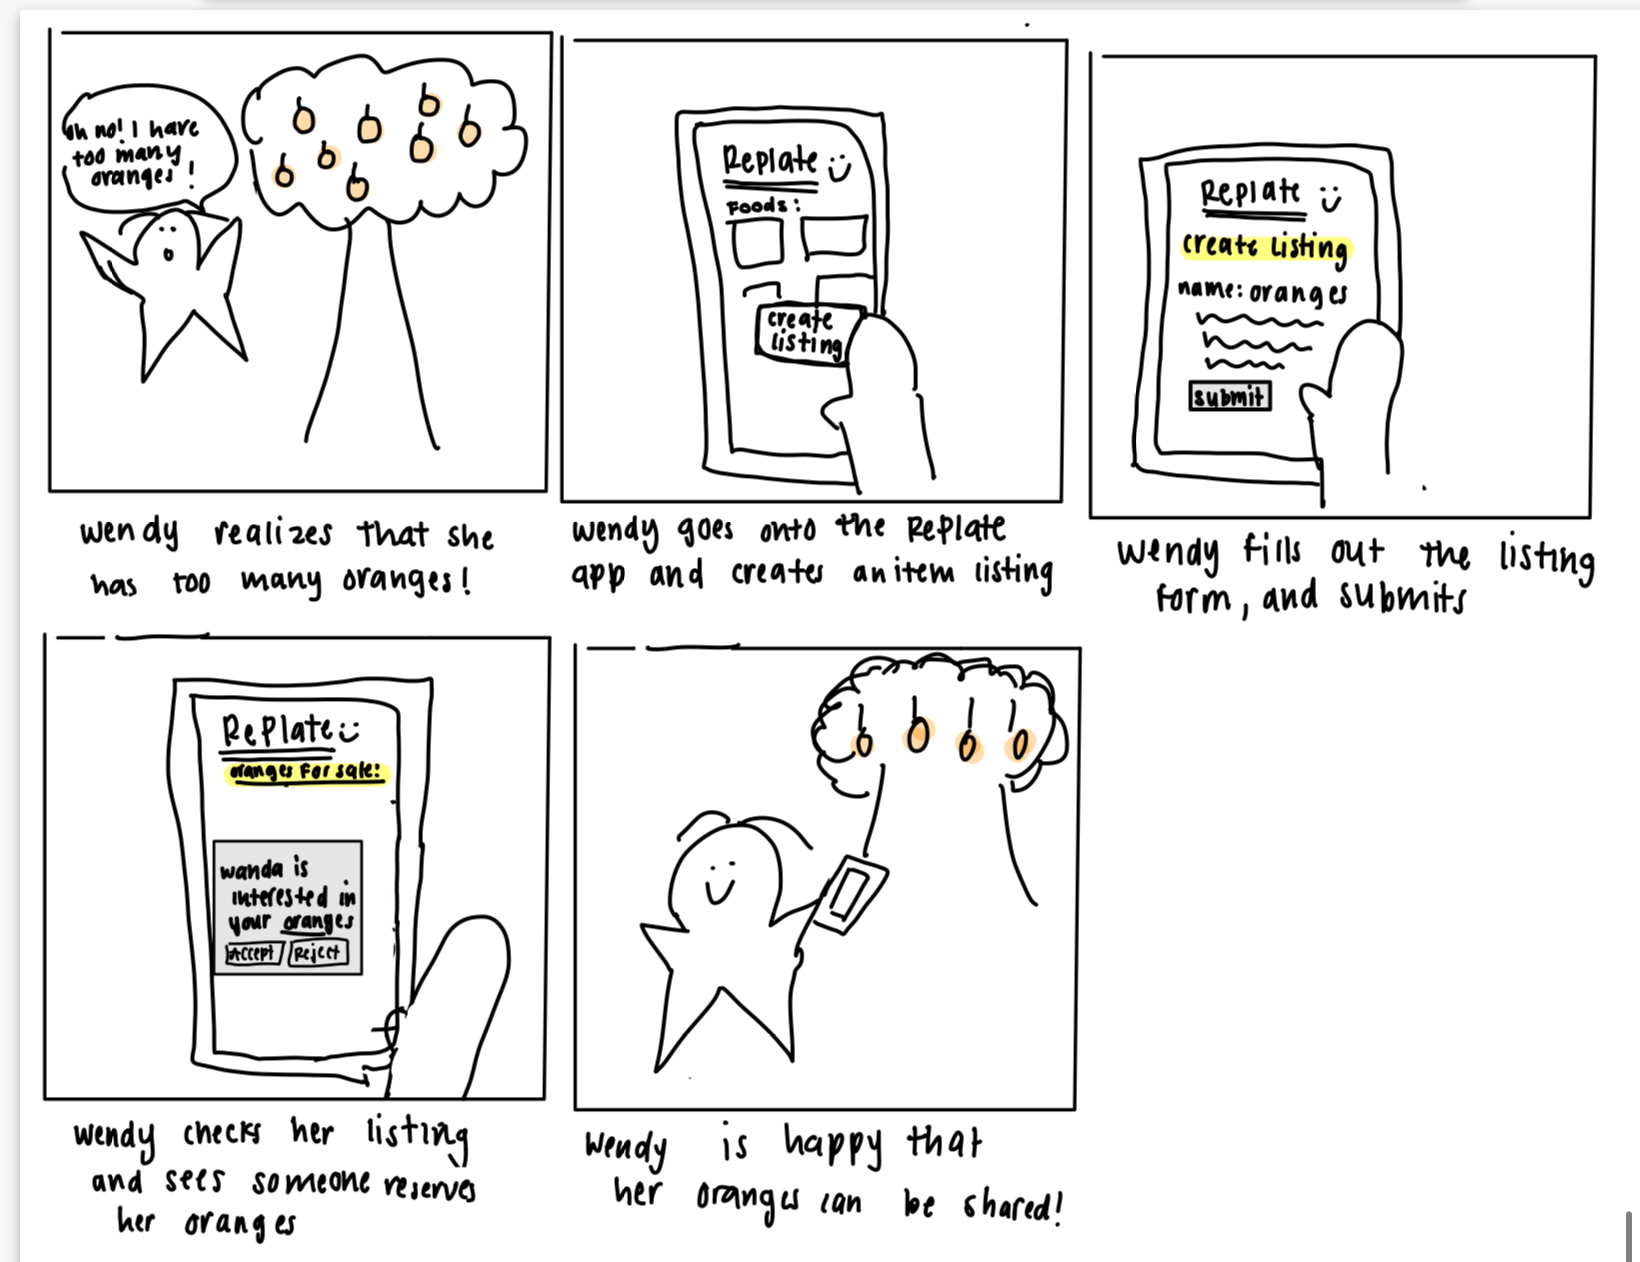 oh no! I have
too many
oranges!
wendy realizes that she
has too many oranges!
Replate
Foods:
create
listing
wendy goes onto the Replate
app and creates an item listing
Replate
create listing
name: oranges
submit
wendy fills out the listing
form, and submits
RePlate
oranges for sale:
wanda is
interested in
your oranges
Accept Reject
wendy checks her listing
and sees someone reserves
her oranges
wendy is happy that
her oranges can be shared!